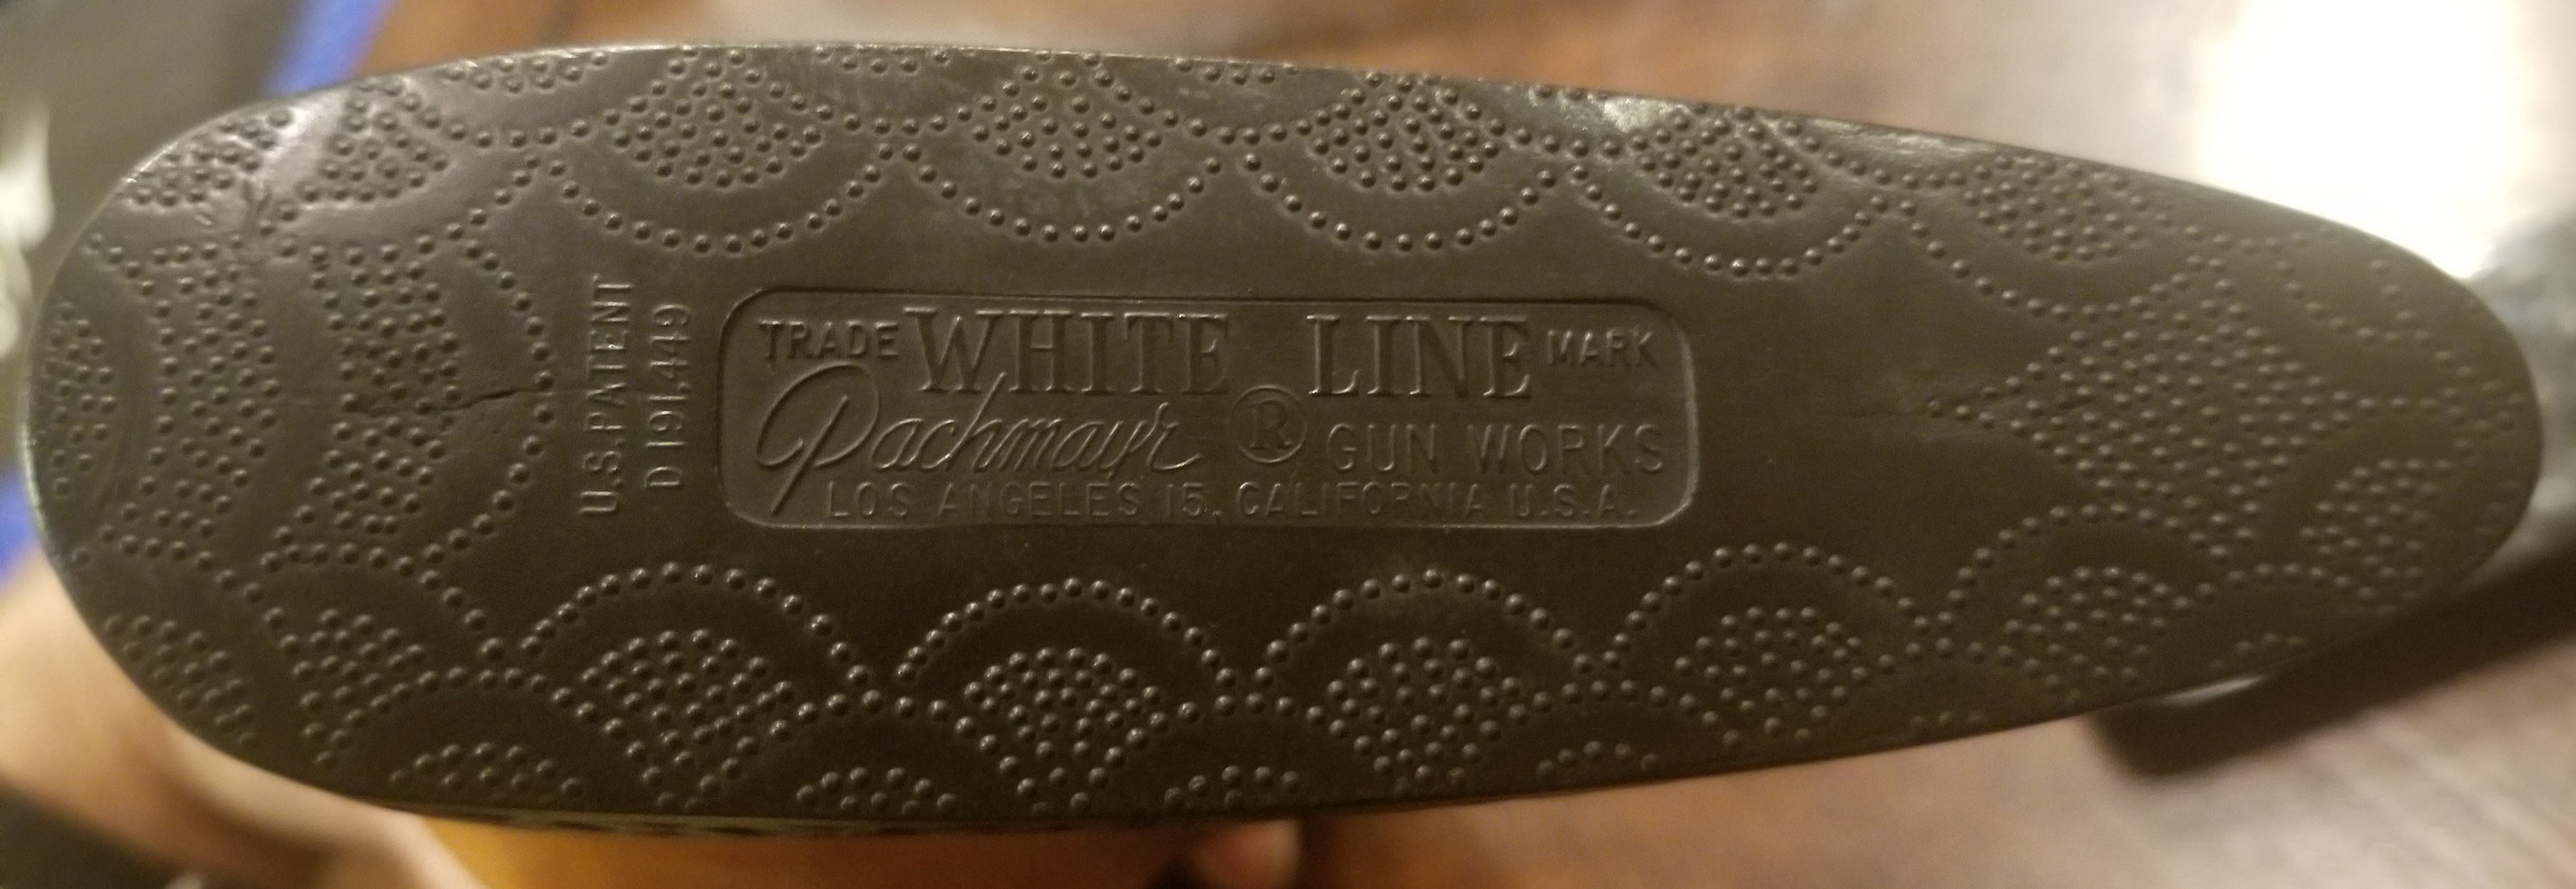 U.S. PATENT
D 191,449
TRADE WHITE LINE MARK
Pachmayr ® GUN WORKS
LOS ANGELES 15, CALIFORNIA U.S.A.